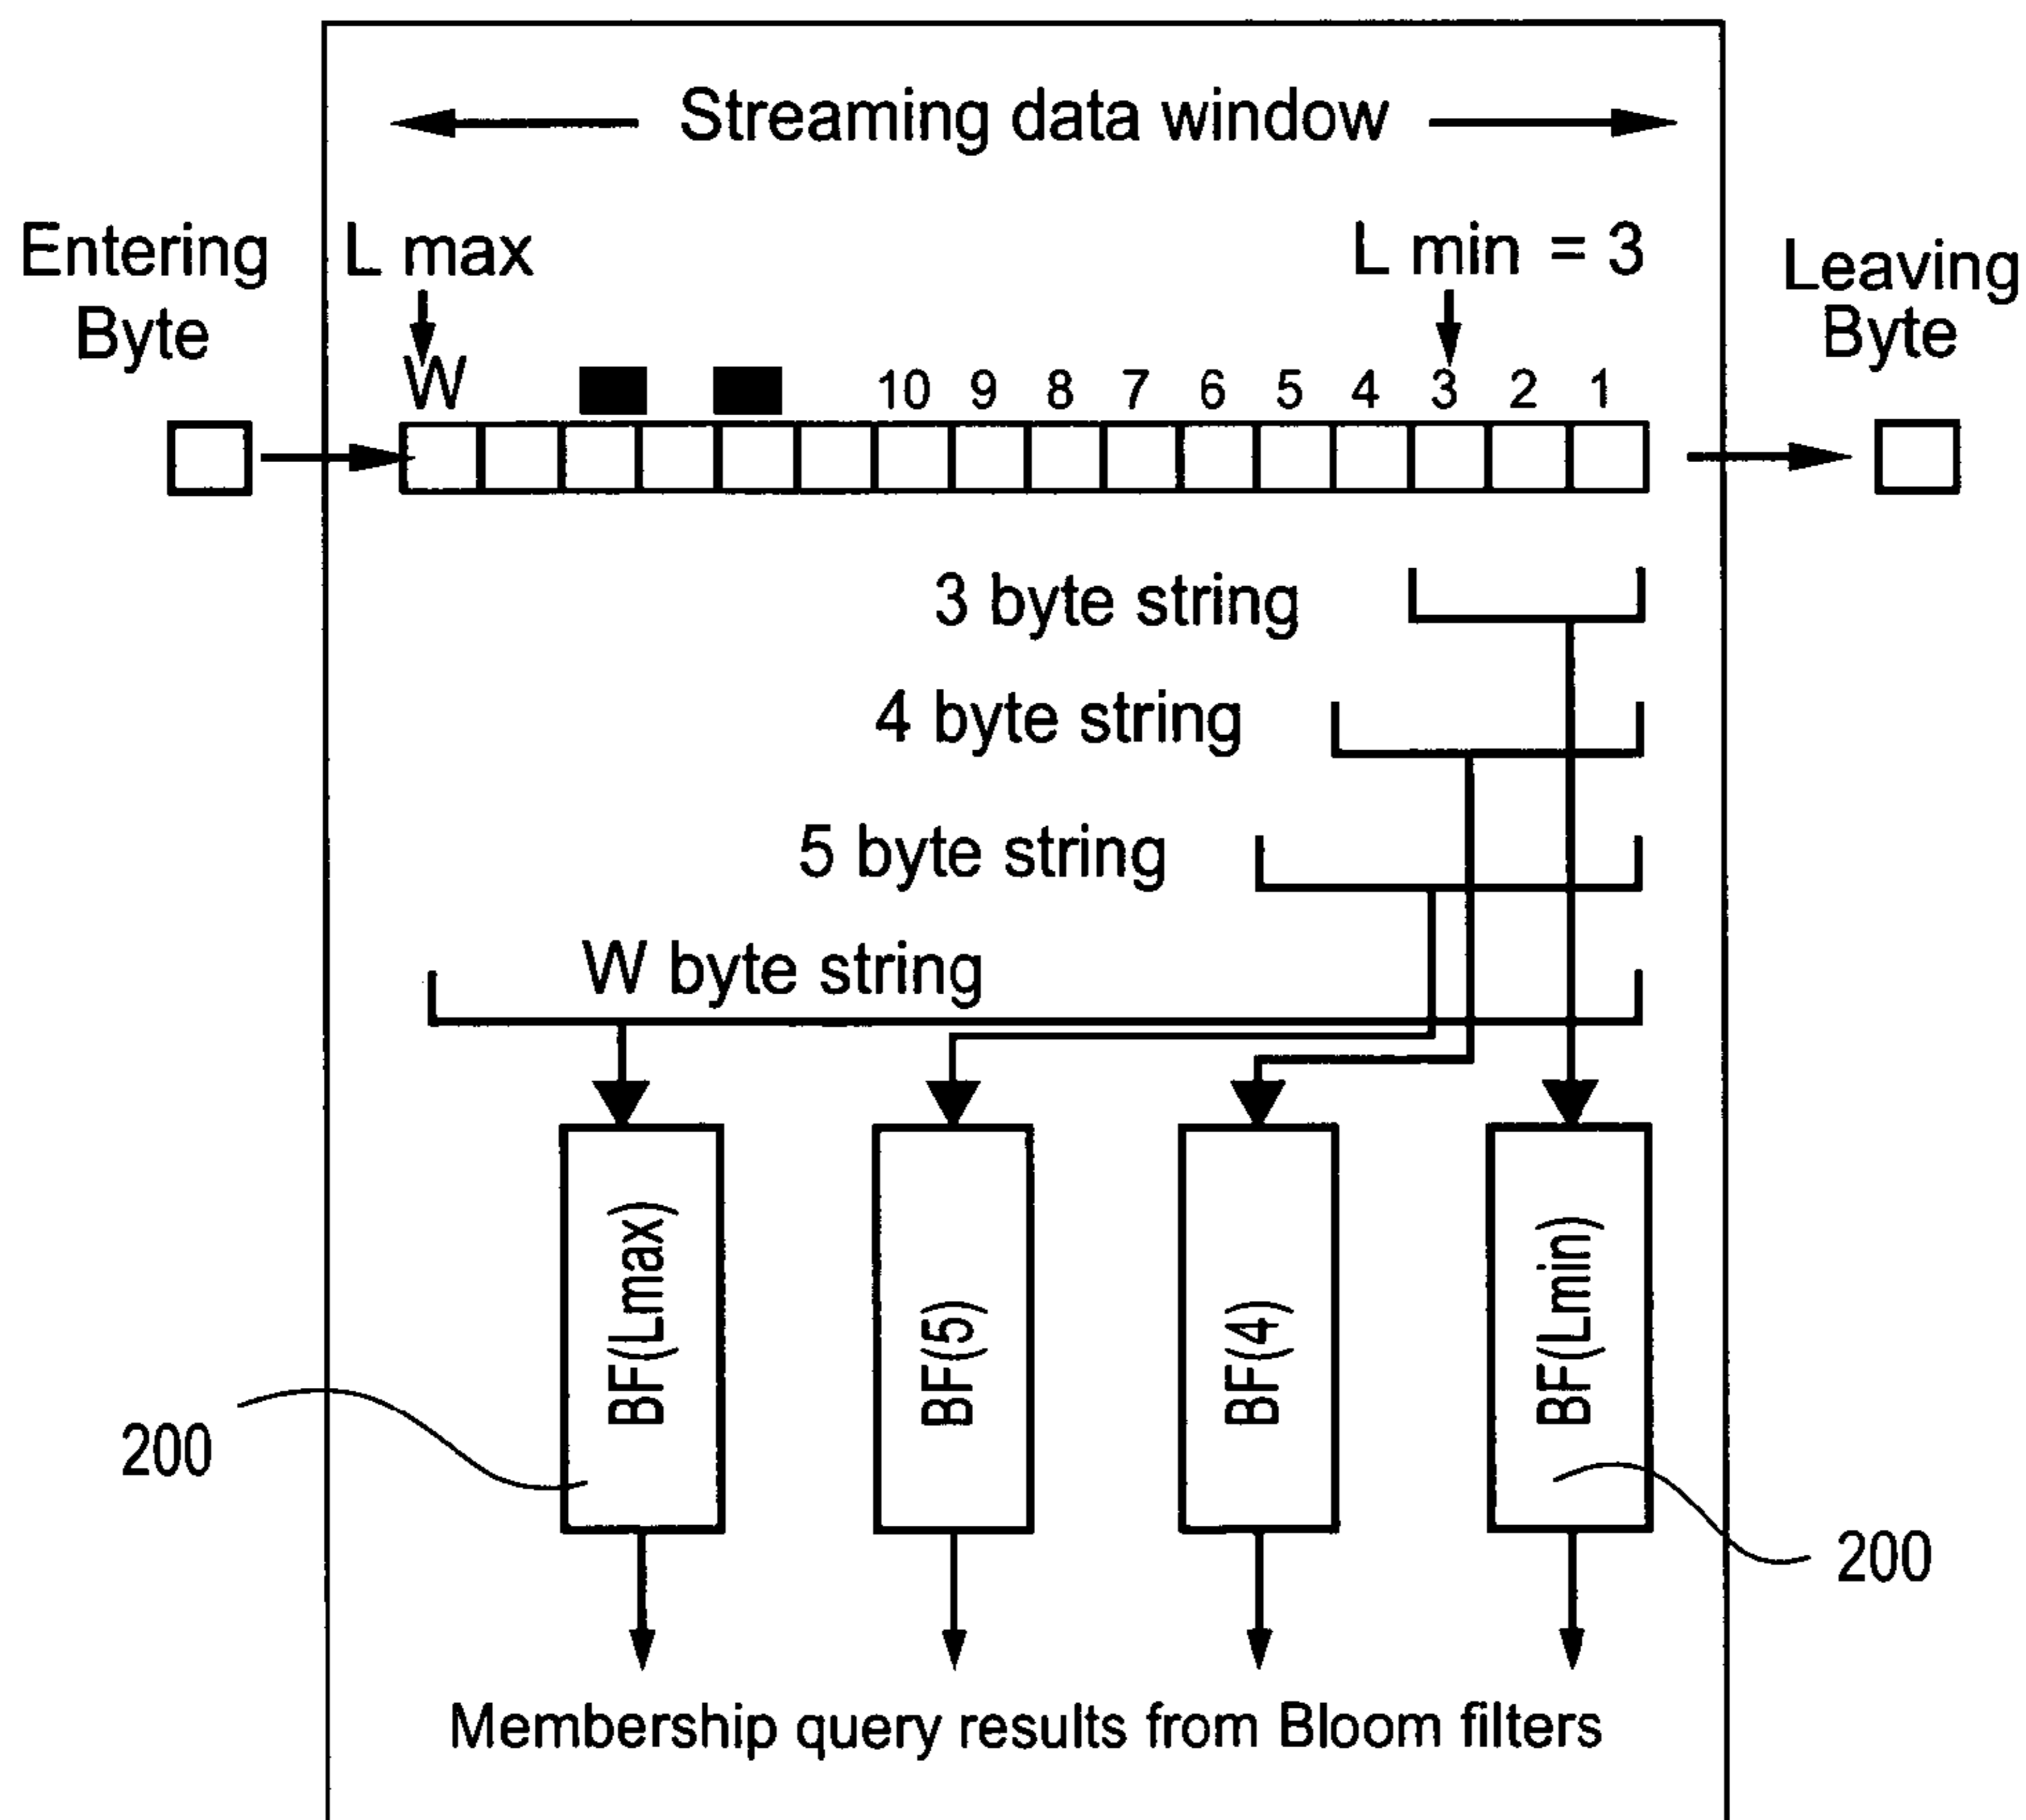 Streaming data window
Entering
Byte
L max
L min = 3
Leaving
Byte
W 10 9 8 7 6 5 4 3 2 1
3 byte string
4 byte string
5 byte string
W byte string
BF(Lmax)
BF(5)
BF(4)
BF(Lmin)
200
200
Membership query results from Bloom filters